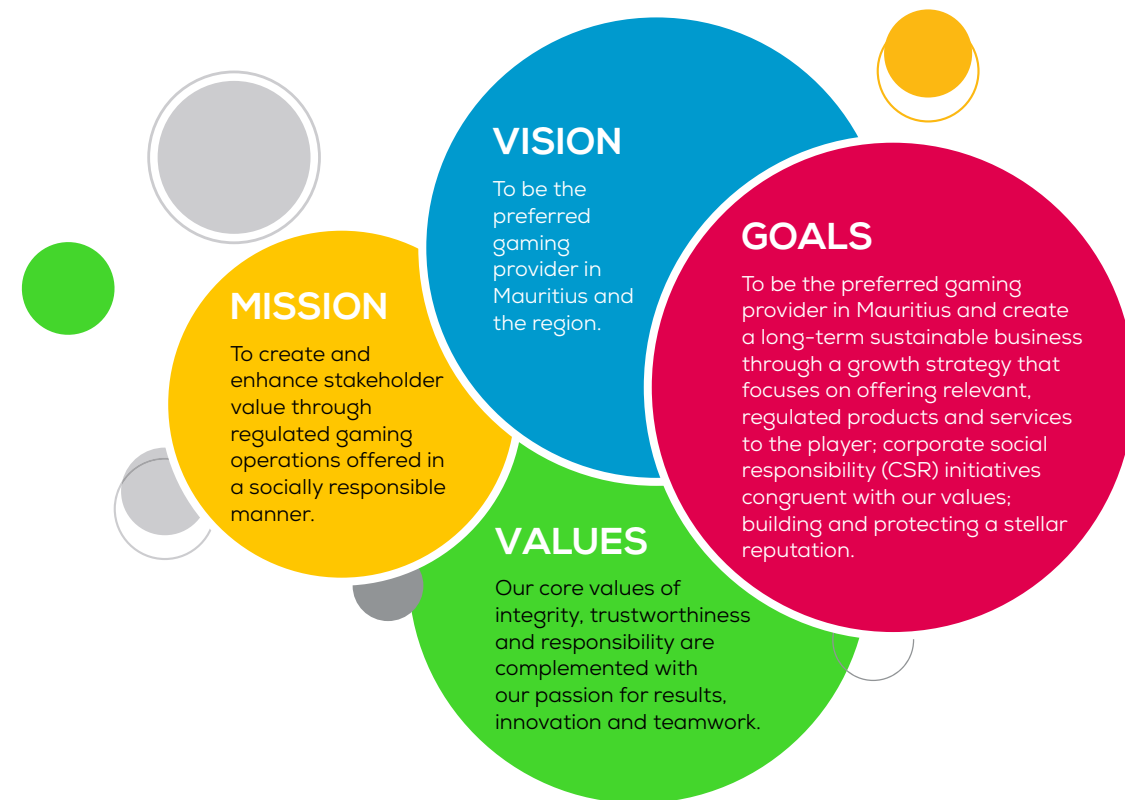 VISION
To be the
preferred
gaming
provider in
Mauritius and
the region.
GOALS
To be the preferred gaming
provider in Mauritius and create
a long-term sustainable business
through a growth strategy that
focuses on offering relevant,
regulated products and services
to the player; corporate social
responsibility (CSR) initiatives
congruent with our values;
building and protecting a stellar
reputation.
MISSION
To create and
enhance stakeholder
value through
regulated gaming
operations offered in
a socially responsible
manner.
VALUES
Our core values of
integrity, trustworthiness
and responsibility are
complemented with
our passion for results,
innovation and teamwork.